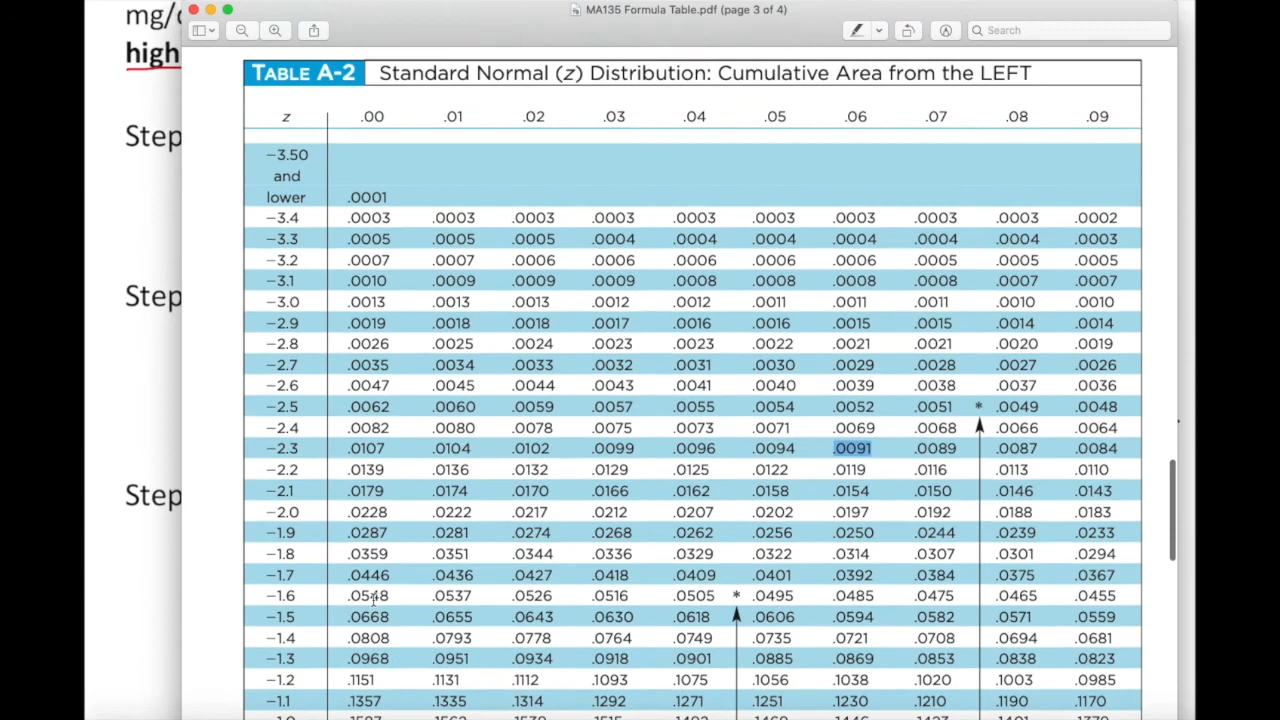 mg/
high
Step
Step
Step
MA135 Formula Table.pdf (page 3 of 4)
Search
TABLE A-2 Standard Normal (z) Distribution: Cumulative Area from the LEFT
z .00 .01 .02 .03 .04 .05 .06 .07 .08 .09
−3.50
and
lower .0001
−3.4 .0003 .0003 .0003 .0003 .0003 .0003 .0003 .0003 .0003 .0002
−3.3 .0005 .0005 .0005 .0004 .0004 .0004 .0004 .0004 .0004 .0003
−3.2 .0007 .0007 .0006 .0006 .0006 .0006 .0006 .0005 .0005 .0005
−3.1 .0010 .0009 .0009 .0009 .0008 .0008 .0008 .0008 .0007 .0007
−3.0 .0013 .0013 .0013 .0012 .0012 .0011 .0011 .0011 .0010 .0010
−2.9 .0019 .0018 .0018 .0017 .0016 .0016 .0015 .0015 .0014 .0014
−2.8 .0026 .0025 .0024 .0023 .0023 .0022 .0021 .0021 .0020 .0019
−2.7 .0035 .0034 .0033 .0032 .0031 .0030 .0029 .0028 .0027 .0026
−2.6 .0047 .0045 .0044 .0043 .0041 .0040 .0039 .0038 .0037 .0036
−2.5 .0062 .0060 .0059 .0057 .0055 .0054 .0052 .0051 * .0049 .0048
−2.4 .0082 .0080 .0078 .0075 .0073 .0071 .0069 .0068 .0066 .0064
−2.3 .0107 .0104 .0102 .0099 .0096 .0094 .0091 .0089 .0087 .0084
−2.2 .0139 .0136 .0132 .0129 .0125 .0122 .0119 .0116 .0113 .0110
−2.1 .0179 .0174 .0170 .0166 .0162 .0158 .0154 .0150 .0146 .0143
−2.0 .0228 .0222 .0217 .0212 .0207 .0202 .0197 .0192 .0188 .0183
−1.9 .0287 .0281 .0274 .0268 .0262 .0256 .0250 .0244 .0239 .0233
−1.8 .0359 .0351 .0344 .0336 .0329 .0322 .0314 .0307 .0301 .0294
−1.7 .0446 .0436 .0427 .0418 .0409 .0401 .0392 .0384 .0375 .0367
−1.6 .0548 .0537 .0526 .0516 .0505 * .0495 .0485 .0475 .0465 .0455
−1.5 .0668 .0655 .0643 .0630 .0618 .0606 .0594 .0582 .0571 .0559
−1.4 .0808 .0793 .0778 .0764 .0749 .0735 .0721 .0708 .0694 .0681
−1.3 .0968 .0951 .0934 .0918 .0901 .0885 .0869 .0853 .0838 .0823
−1.2 .1151 .1131 .1112 .1093 .1075 .1056 .1038 .1020 .1003 .0985
−1.1 .1357 .1335 .1314 .1292 .1271 .1251 .1230 .1210 .1190 .1170